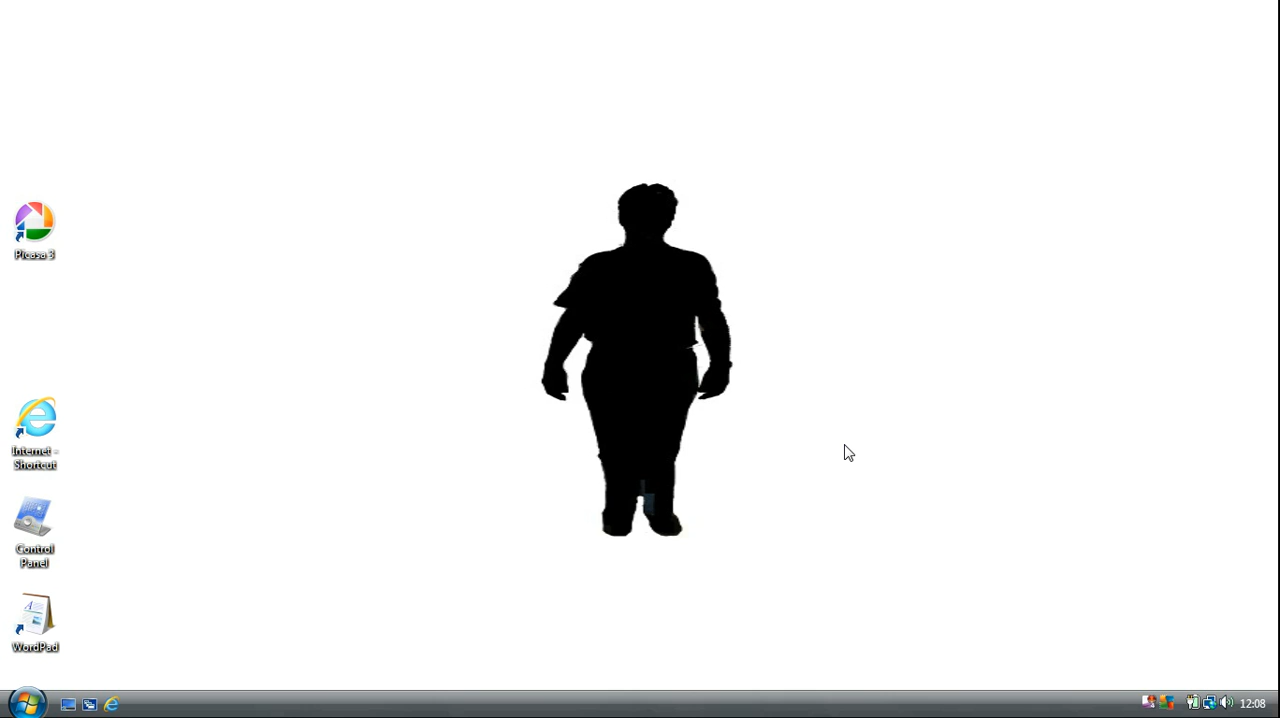 Picasa 3
Internet -
Shortcut
Control
Panel
WordPad
12:08